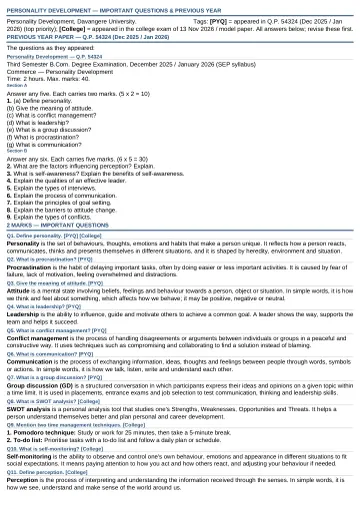 PERSONALITY DEVELOPMENT — IMPORTANT QUESTIONS & PREVIOUS YEAR
Personality Development, Davangere University. Tags: [PYQ] = appeared in Q.P. 54324 (Dec 2025 / Jan
2026) (top priority); [College] = appeared in the college exam of 13 Nov 2026 / model paper. All answers below; revise these first.
PREVIOUS YEAR PAPER — Q.P. 54324 (Dec 2025 / Jan 2026)
The questions as they appeared:
Personality Development — Q.P. 54324
Third Semester B.Com. Degree Examination, December 2025 / January 2026 (SEP syllabus)
Commerce — Personality Development
Time: 2 hours. Max. marks: 40.
Section A
Answer any five. Each carries two marks. (5 x 2 = 10)
1. (a) Define personality.
(b) Give the meaning of attitude.
(c) What is conflict management?
(d) What is leadership?
(e) What is a group discussion?
(f) What is procrastination?
(g) What is communication?
Section B
Answer any six. Each carries five marks. (6 x 5 = 30)
2. What are the factors influencing perception? Explain.
3. What is self-awareness? Explain the benefits of self-awareness.
4. Explain the qualities of an effective leader.
5. Explain the types of interviews.
6. Explain the process of communication.
7. Explain the principles of goal setting.
8. Explain the barriers to attitude change.
9. Explain the types of conflicts.
2 MARKS — IMPORTANT QUESTIONS
Q1. Define personality. [PYQ] [College]
Personality is the set of behaviours, thoughts, emotions and habits that make a person unique. It reflects how a person reacts,
communicates, thinks and presents themselves in different situations, and it is shaped by heredity, environment and situation.
Q2. What is procrastination? [PYQ]
Procrastination is the habit of delaying important tasks, often by doing easier or less important activities. It is caused by fear of
failure, lack of motivation, feeling overwhelmed and distractions.
Q3. Give the meaning of attitude. [PYQ]
Attitude is a mental state involving beliefs, feelings and behaviour towards a person, object or situation. In simple words, it is how
we think and feel about something, which affects how we behave; it may be positive, negative or neutral.
Q4. What is leadership? [PYQ]
Leadership is the ability to influence, guide and motivate others to achieve a common goal. A leader shows the way, supports the
team and helps it succeed.
Q5. What is conflict management? [PYQ]
Conflict management is the process of handling disagreements or arguments between individuals or groups in a peaceful and
constructive way. It uses techniques such as compromising and collaborating to find a solution instead of blaming.
Q6. What is communication? [PYQ]
Communication is the process of exchanging information, ideas, thoughts and feelings between people through words, symbols
or actions. In simple words, it is how we talk, listen, write and understand each other.
Q7. What is a group discussion? [PYQ]
Group discussion (GD) is a structured conversation in which participants express their ideas and opinions on a given topic within
a time limit. It is used in placements, entrance exams and job selection to test communication, thinking and leadership skills.
Q8. What is SWOT analysis? [College]
SWOT analysis is a personal analysis tool that studies one's Strengths, Weaknesses, Opportunities and Threats. It helps a
person understand themselves better and plan personal and career development.
Q9. Mention two time management techniques. [College]
1. Pomodoro technique: Study or work for 25 minutes, then take a 5-minute break.
2. To-do list: Prioritise tasks with a to-do list and follow a daily plan or schedule.
Q10. What is self-monitoring? [College]
Self-monitoring is the ability to observe and control one's own behaviour, emotions and appearance in different situations to fit
social expectations. It means paying attention to how you act and how others react, and adjusting your behaviour if needed.
Q11. Define perception. [College]
Perception is the process of interpreting and understanding the information received through the senses. In simple words, it is
how we see, understand and make sense of the world around us.